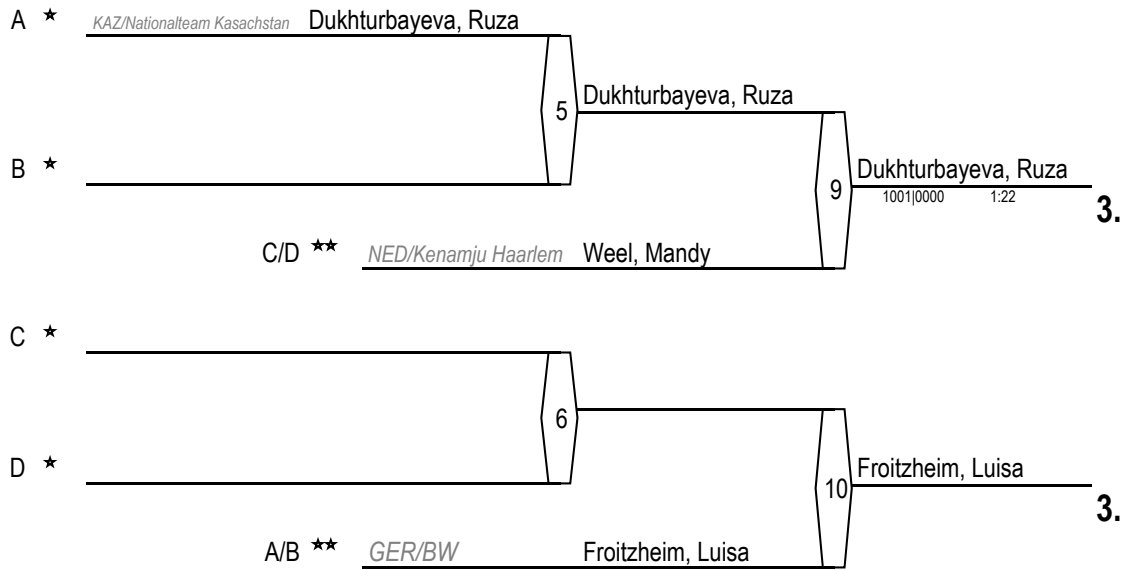 A ★ KAZ/Nationalteam Kasachstan Dukhturbayeva, Ruza
5 Dukhturbayeva, Ruza
B ★
9 Dukhturbayeva, Ruza
1001|0000 1:22
3.
C/D ★★ NED/Kenamju Haarlem Weel, Mandy
C ★
6
D ★
10 Froitzheim, Luisa
3.
A/B ★★ GER/BW Froitzheim, Luisa